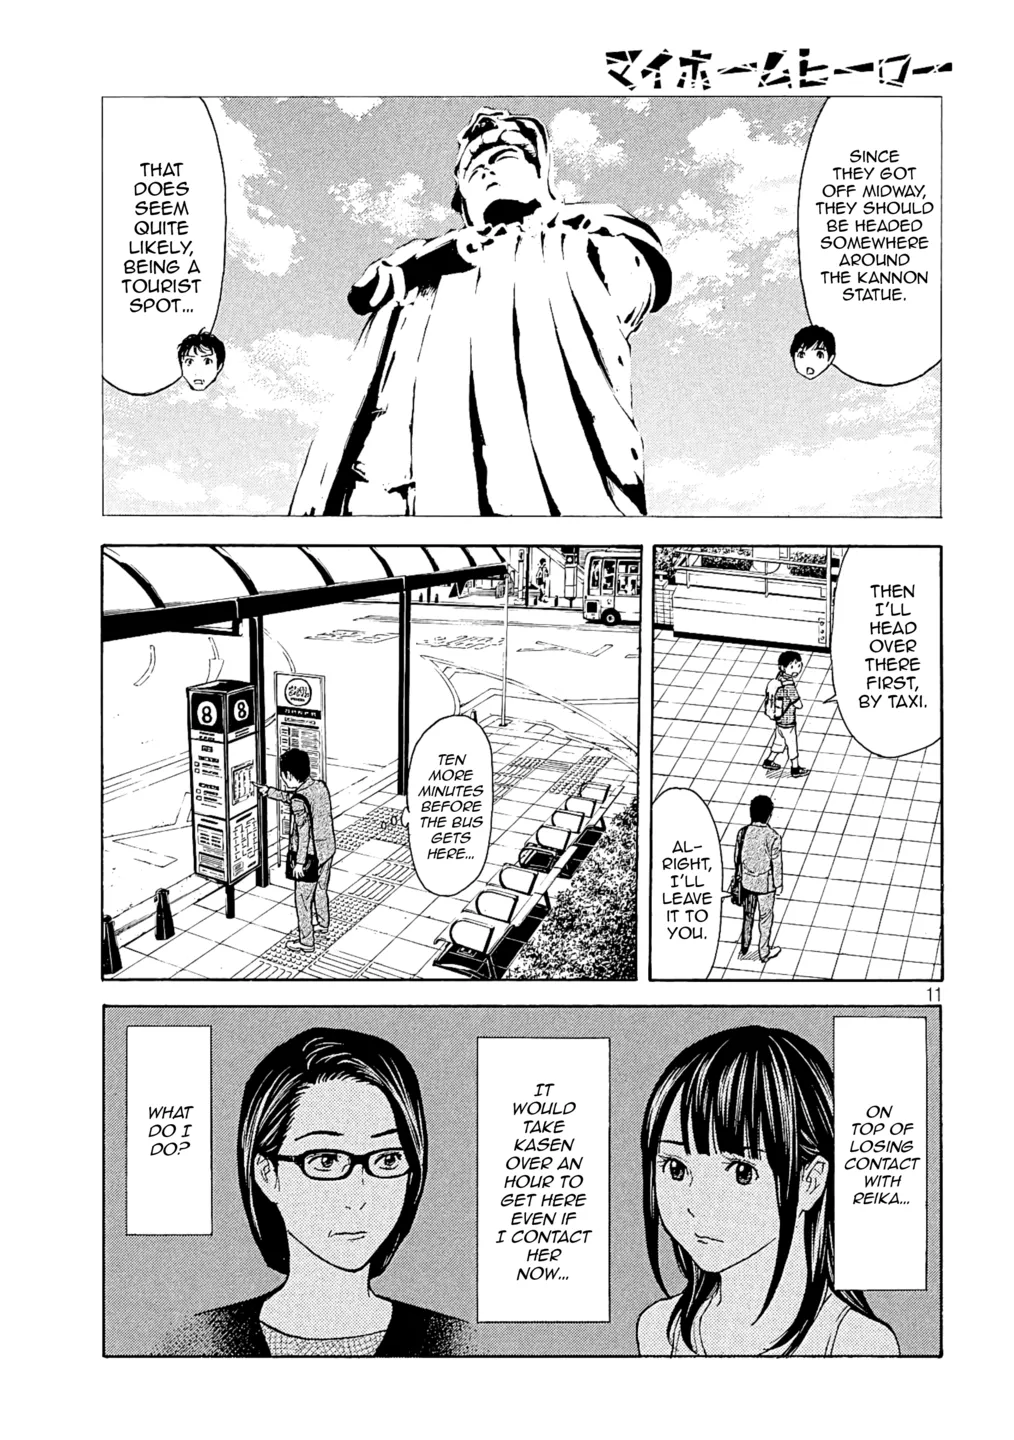 マイホームヒーロー
SINCE
THEY GOT
OFF MIDWAY,
THEY SHOULD
BE HEADED
SOMEWHERE
AROUND
THE KANNON
STATUE.
THAT
DOES
SEEM
QUITE
LIKELY,
BEING A
TOURIST
SPOT...
THEN
I'LL
HEAD
OVER
THERE
FIRST,
BY TAXI.
AL-
RIGHT,
I'LL
LEAVE
IT TO
YOU.
8
8
TEN
MORE
MINUTES
BEFORE
THE BUS
GETS
HERE...
11
ON
TOP OF
LOSING
CONTACT
WITH
REIKA...
IT
WOULD
TAKE
KASEN
OVER AN
HOUR TO
GET HERE
EVEN IF
I CONTACT
HER
NOW...
WHAT
DO I
DO?